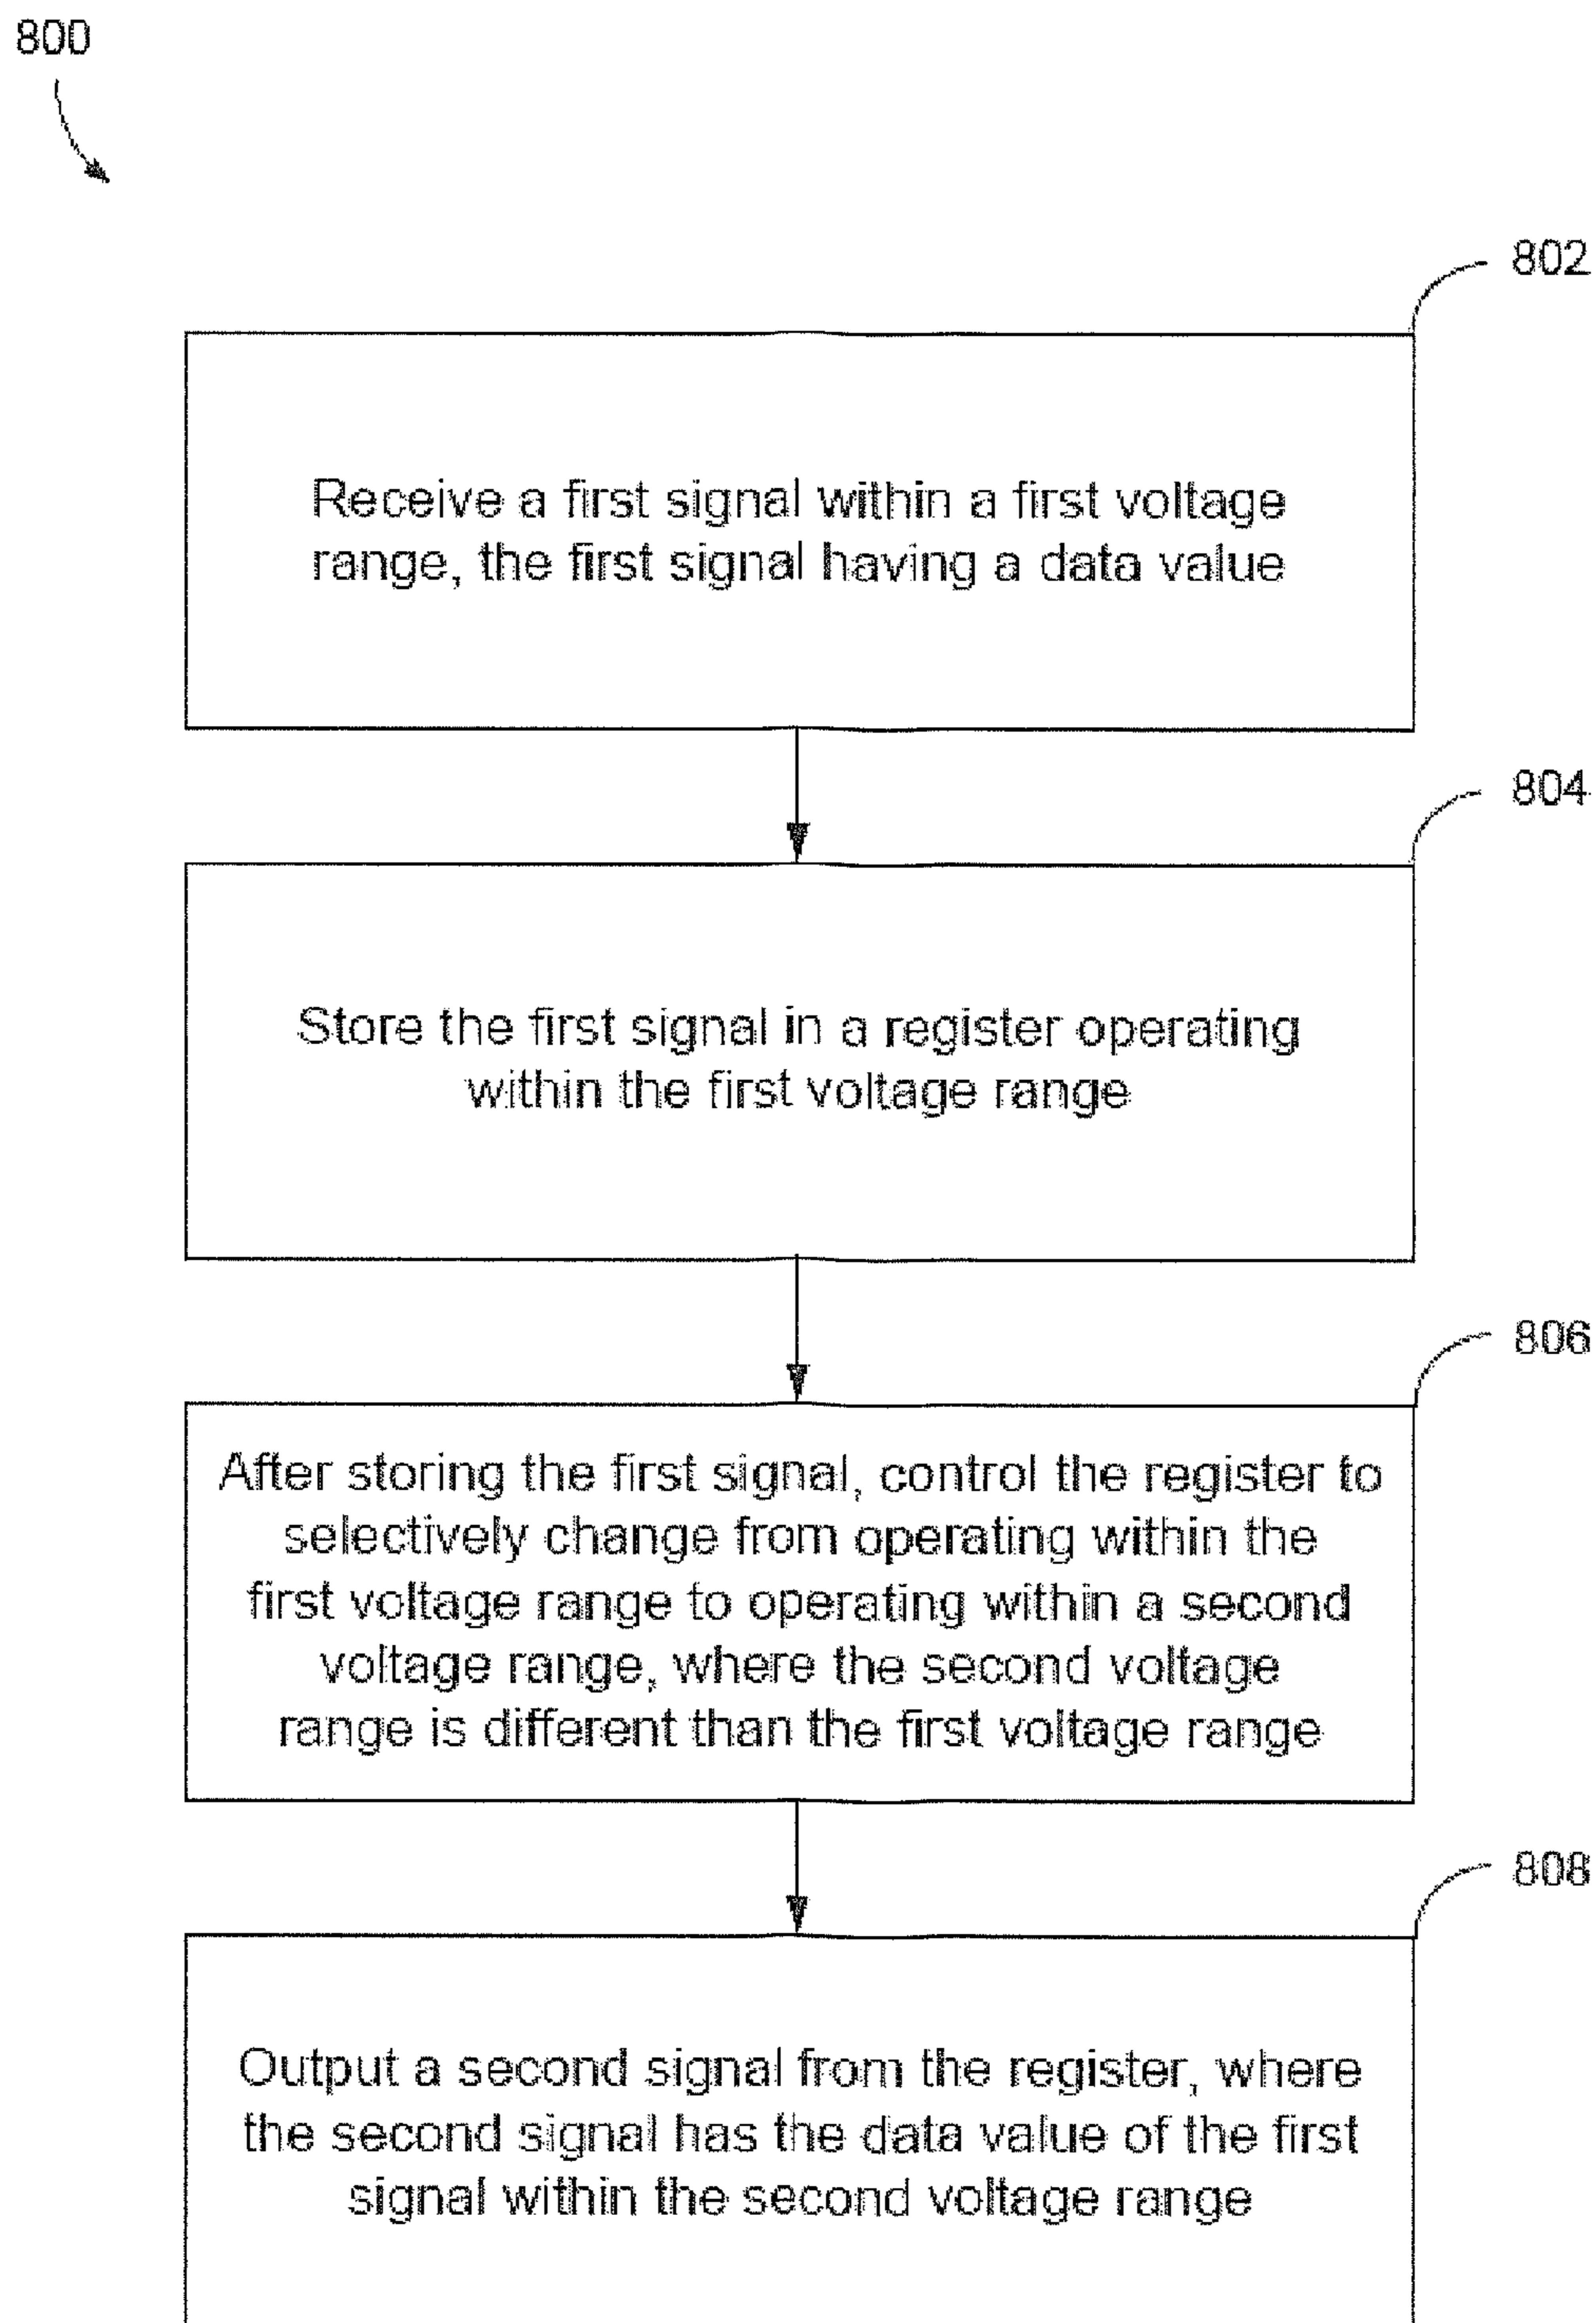 800
802
Receive a first signal within a first voltage
range, the first signal having a data value
804
Store the first signal in a register operating
within the first voltage range
806
After storing the first signal, control the register to
selectively change from operating within the
first voltage range to operating within a second
voltage range, where the second voltage
range is different than the first voltage range
808
Output a second signal from the register, where
the second signal has the data value of the first
signal within the second voltage range